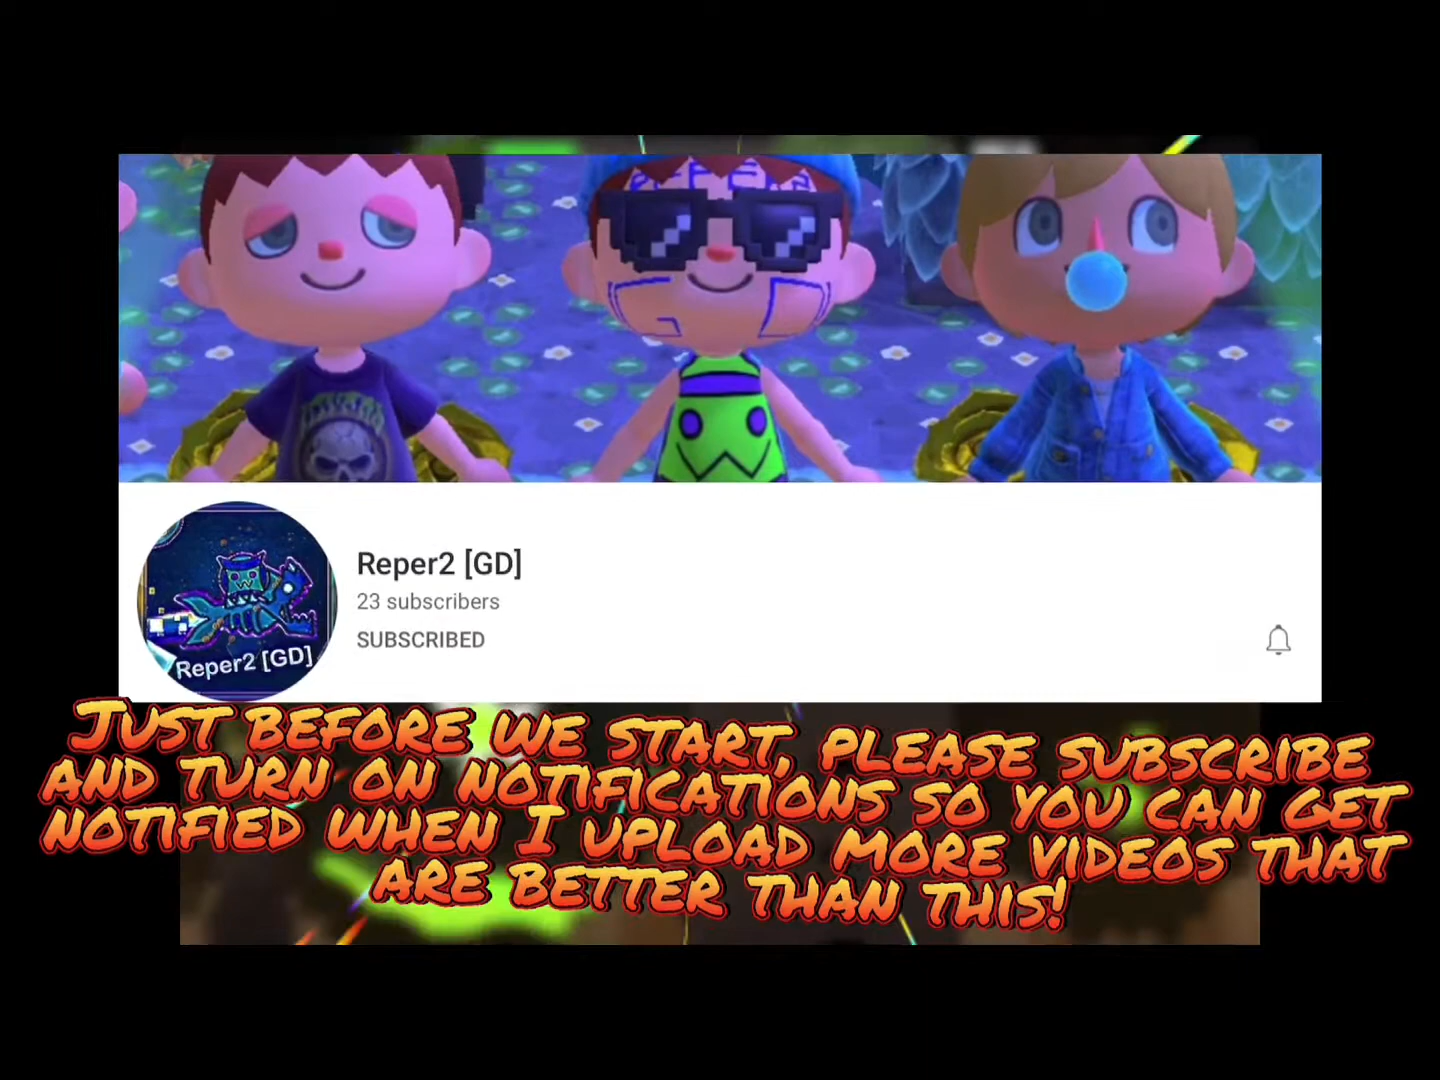 Reper2 [GD]
23 subscribers
SUBSCRIBED
Reper2 [GD]
JUST BEFORE WE START, PLEASE SUBSCRIBE
AND TURN ON NOTIFICATIONS SO YOU CAN GET
NOTIFIED WHEN I UPLOAD MORE VIDEOS THAT
ARE BETTER THAN THIS!